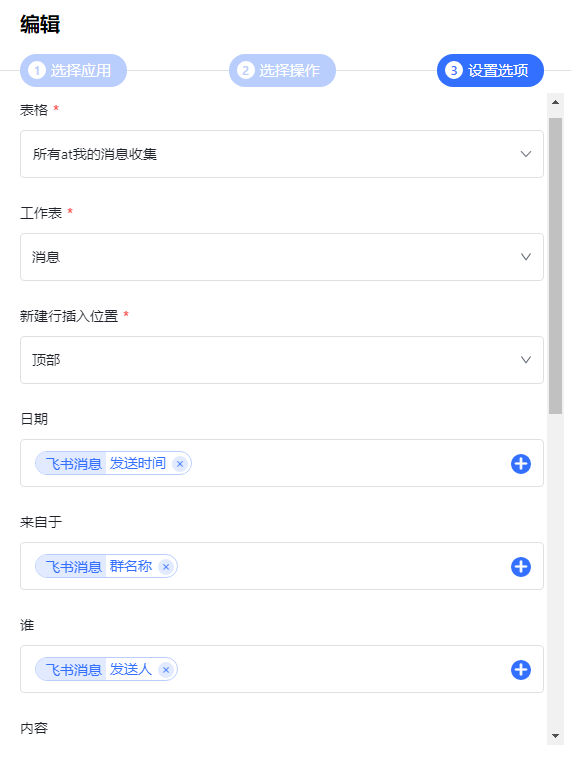 编辑
1 选择应用 2 选择操作 3 设置选项
表格 *
所有at我的消息收集
工作表 *
消息
新建行插入位置 *
顶部
日期
飞书消息 发送时间 ×
来自于
飞书消息 群名称 ×
谁
飞书消息 发送人 ×
内容